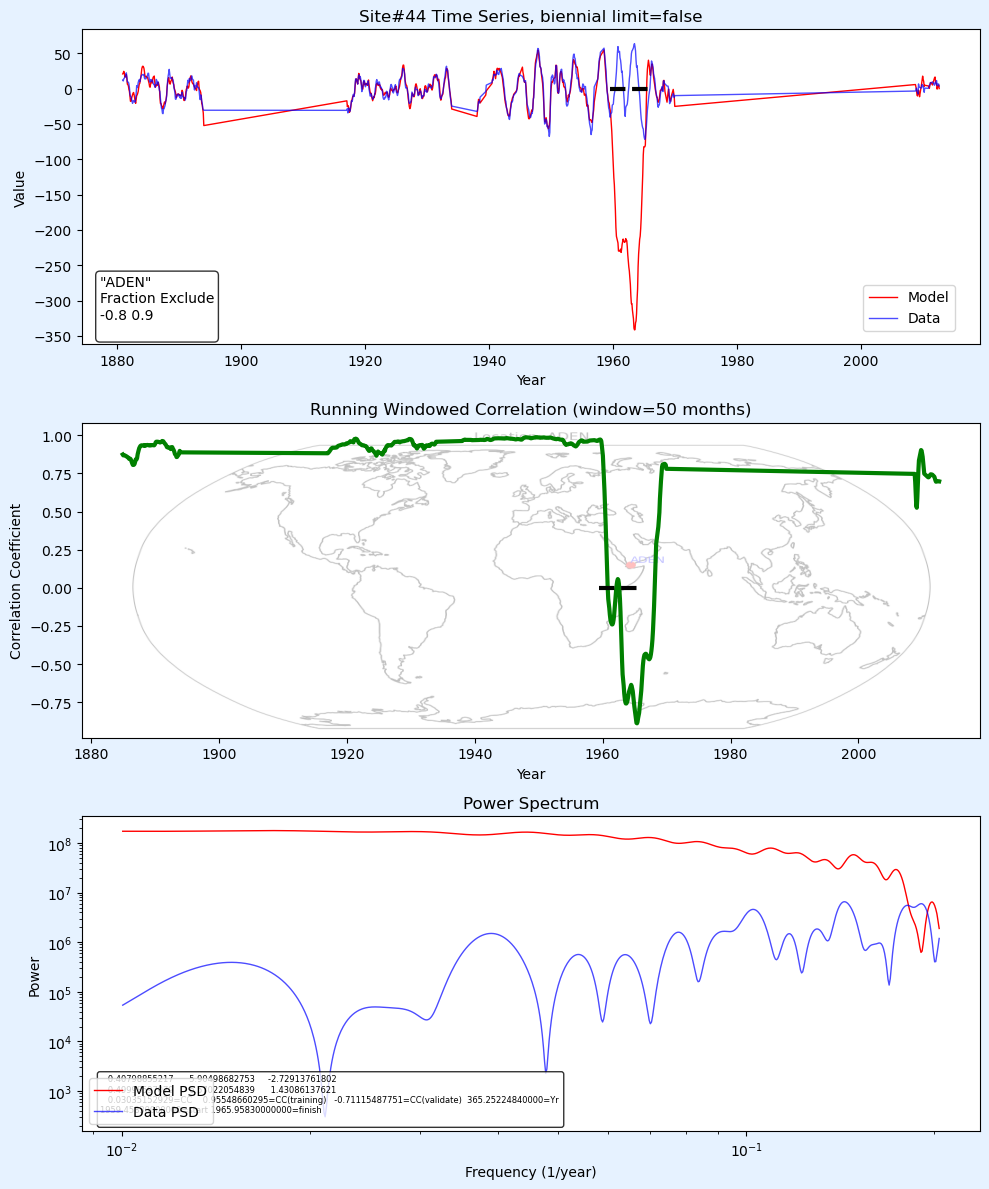 Site#44 Time Series, biennial limit=false
50
0
−50
−100
−150
−200
−250
−300
−350
Value
"ADEN"
Fraction Exclude
-0.8 0.9
Model
Data
1880
1900
1920
1940
1960
1980
2000
Year
Running Windowed Correlation (window=50 months)
ADEN
1.00
0.75
0.50
0.25
0.00
−0.25
−0.50
−0.75
Correlation Coefficient
ADEN
1880
1900
1920
1940
1960
1980
2000
Year
Power Spectrum
10⁸
10⁷
10⁶
10⁵
10⁴
10³
Power
-2.72913761802
Model PSD
1.43086137621
=CC(training) -0.71115487751=CC(validate) 365.25224840000=Yr
Data PSD
1965.95830000000=finish
10⁻²
10⁻¹
Frequency (1/year)